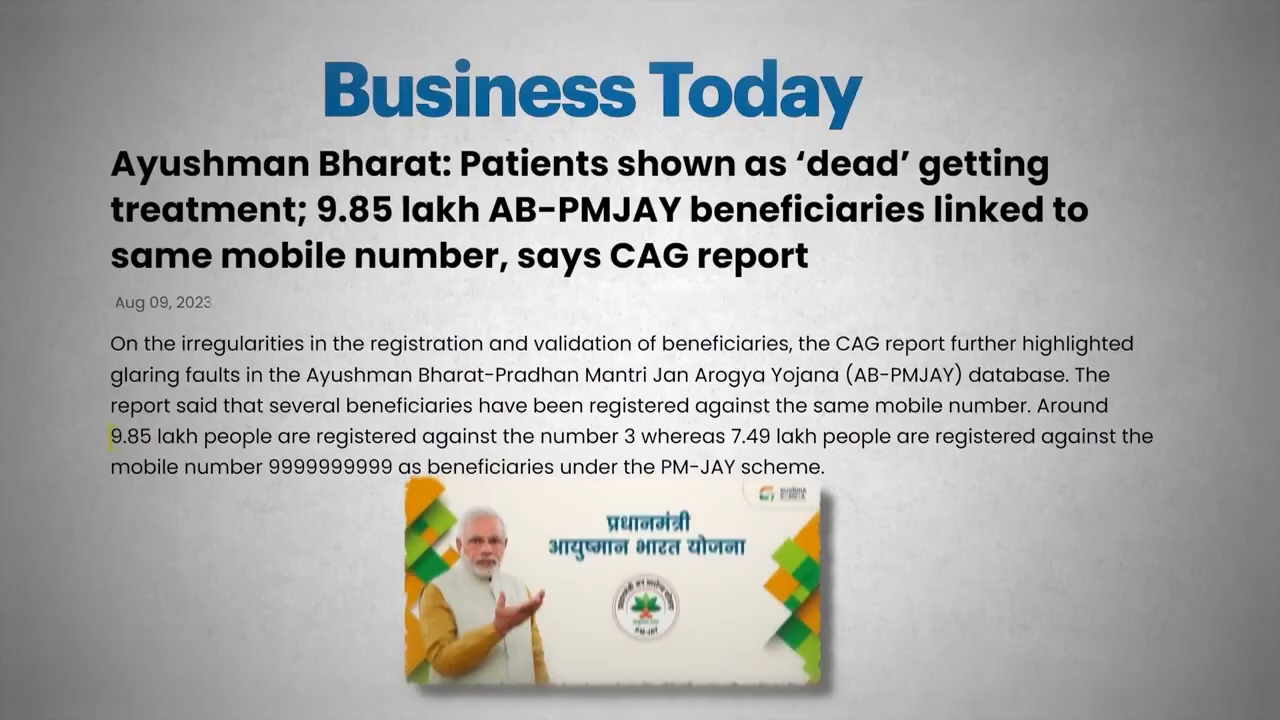 Business Today
Ayushman Bharat: Patients shown as ‘dead’ getting
treatment; 9.85 lakh AB-PMJAY beneficiaries linked to
same mobile number, says CAG report
Aug 09, 2023
On the irregularities in the registration and validation of beneficiaries, the CAG report further highlighted
glaring faults in the Ayushman Bharat-Pradhan Mantri Jan Arogya Yojana (AB-PMJAY) database. The
report said that several beneficiaries have been registered against the same mobile number. Around
9.85 lakh people are registered against the number 3 whereas 7.49 lakh people are registered against the
mobile number 9999999999 as beneficiaries under the PM-JAY scheme.
प्रधानमंत्री
आयुष्मान भारत योजना
PM-JAY